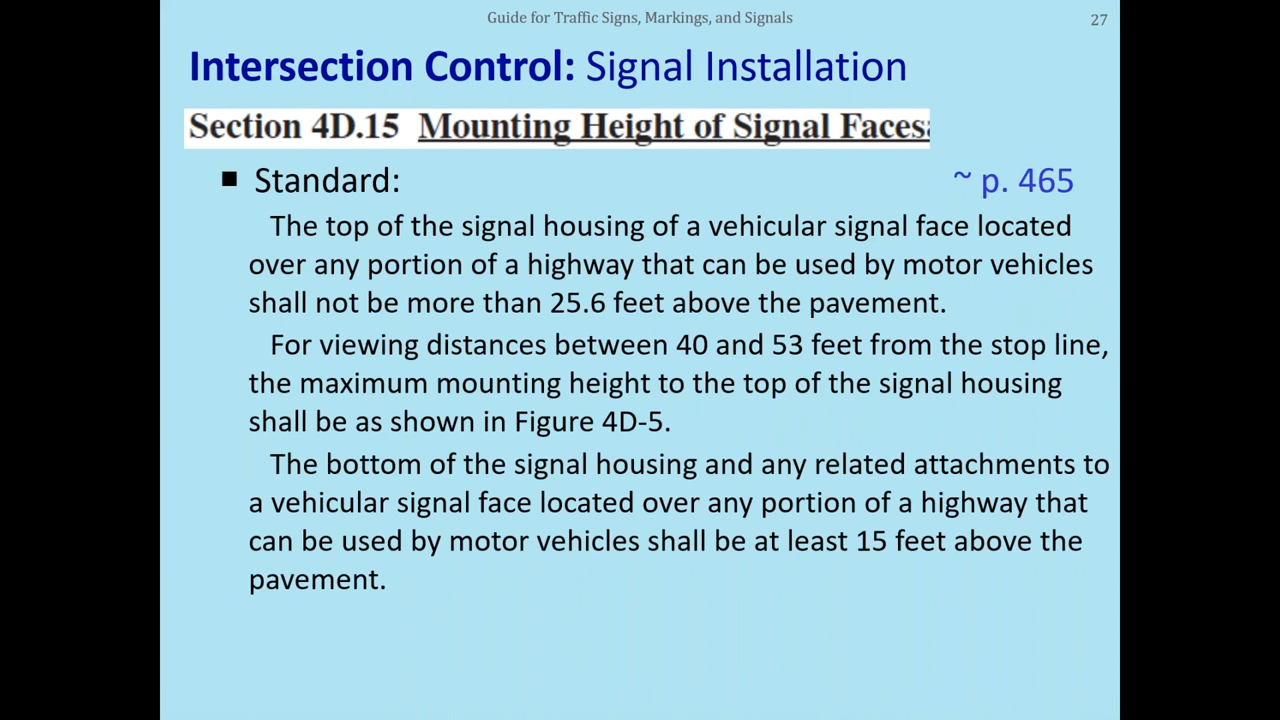 Guide for Traffic Signs, Markings, and Signals
27
Intersection Control: Signal Installation
Section 4D.15 Mounting Height of Signal Faces
■ Standard:
~ p. 465
The top of the signal housing of a vehicular signal face located
over any portion of a highway that can be used by motor vehicles
shall not be more than 25.6 feet above the pavement.
For viewing distances between 40 and 53 feet from the stop line,
the maximum mounting height to the top of the signal housing
shall be as shown in Figure 4D-5.
The bottom of the signal housing and any related attachments to
a vehicular signal face located over any portion of a highway that
can be used by motor vehicles shall be at least 15 feet above the
pavement.